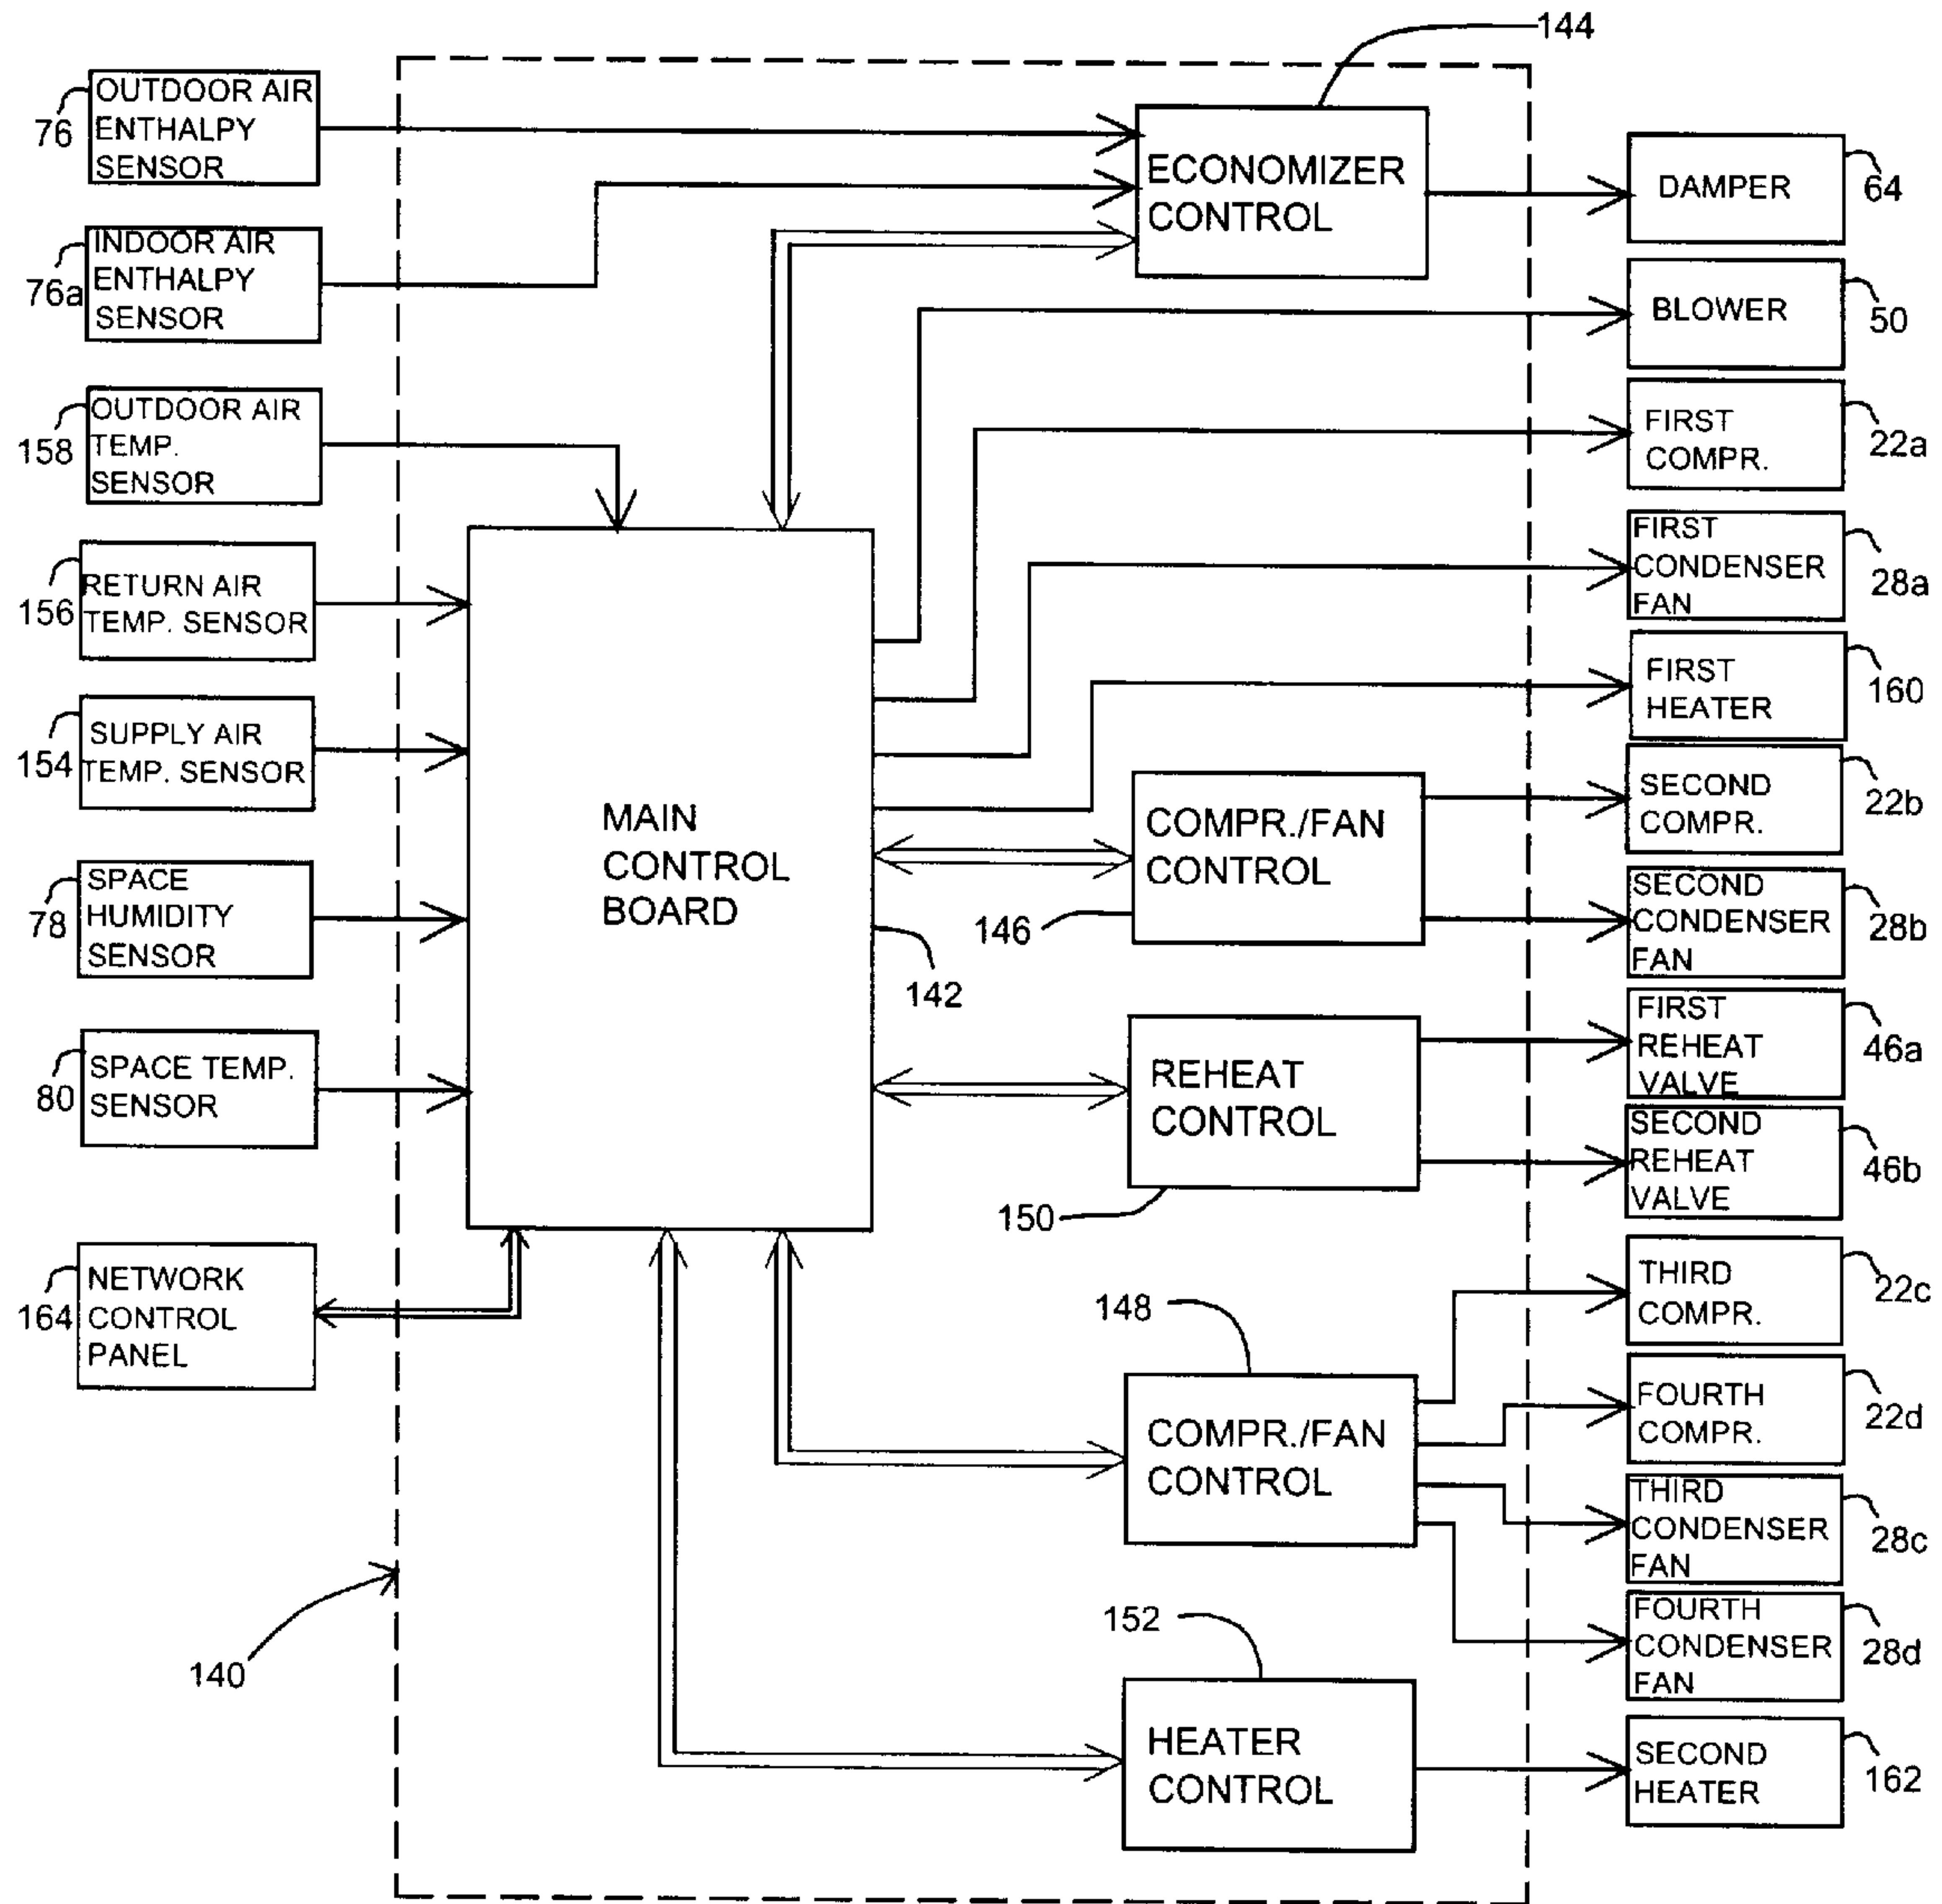 144
OUTDOOR AIR
ENTHALPY
SENSOR
76
INDOOR AIR
ENTHALPY
SENSOR
76a
OUTDOOR AIR
TEMP.
SENSOR
158
RETURN AIR
TEMP. SENSOR
156
SUPPLY AIR
TEMP. SENSOR
154
SPACE
HUMIDITY
SENSOR
78
SPACE TEMP.
SENSOR
80
NETWORK
CONTROL
PANEL
164
140
MAIN
CONTROL
BOARD
142
ECONOMIZER
CONTROL
COMPR./FAN
CONTROL
146
REHEAT
CONTROL
150
148
COMPR./FAN
CONTROL
152
HEATER
CONTROL
DAMPER
64
BLOWER
50
FIRST
COMPR.
22a
FIRST
CONDENSER
FAN
28a
FIRST
HEATER
160
SECOND
COMPR.
22b
SECOND
CONDENSER
FAN
28b
FIRST
REHEAT
VALVE
46a
SECOND
REHEAT
VALVE
46b
THIRD
COMPR.
22c
FOURTH
COMPR.
22d
THIRD
CONDENSER
FAN
28c
FOURTH
CONDENSER
FAN
28d
SECOND
HEATER
162